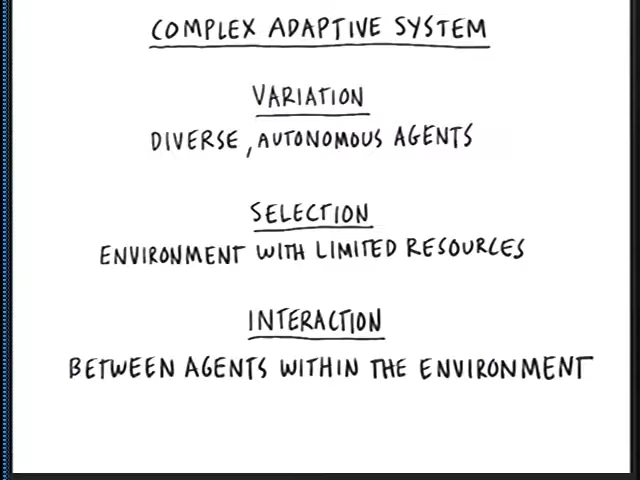 COMPLEX ADAPTIVE SYSTEM
VARIATION
DIVERSE, AUTONOMOUS AGENTS
SELECTION
ENVIRONMENT WITH LIMITED RESOURCES
INTERACTION
BETWEEN AGENTS WITHIN THE ENVIRONMENT